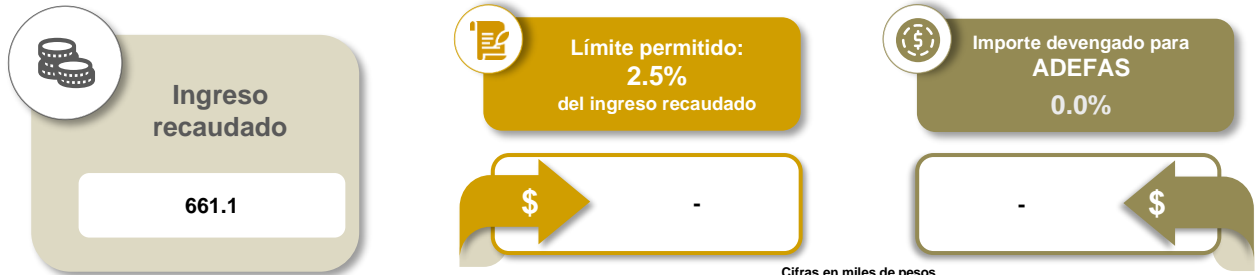 Ingreso
recaudado
661.1
Límite permitido:
2.5%
del ingreso recaudado
$ -
Importe devengado para
ADEFAS
0.0%
- $
Cifras en miles de pesos